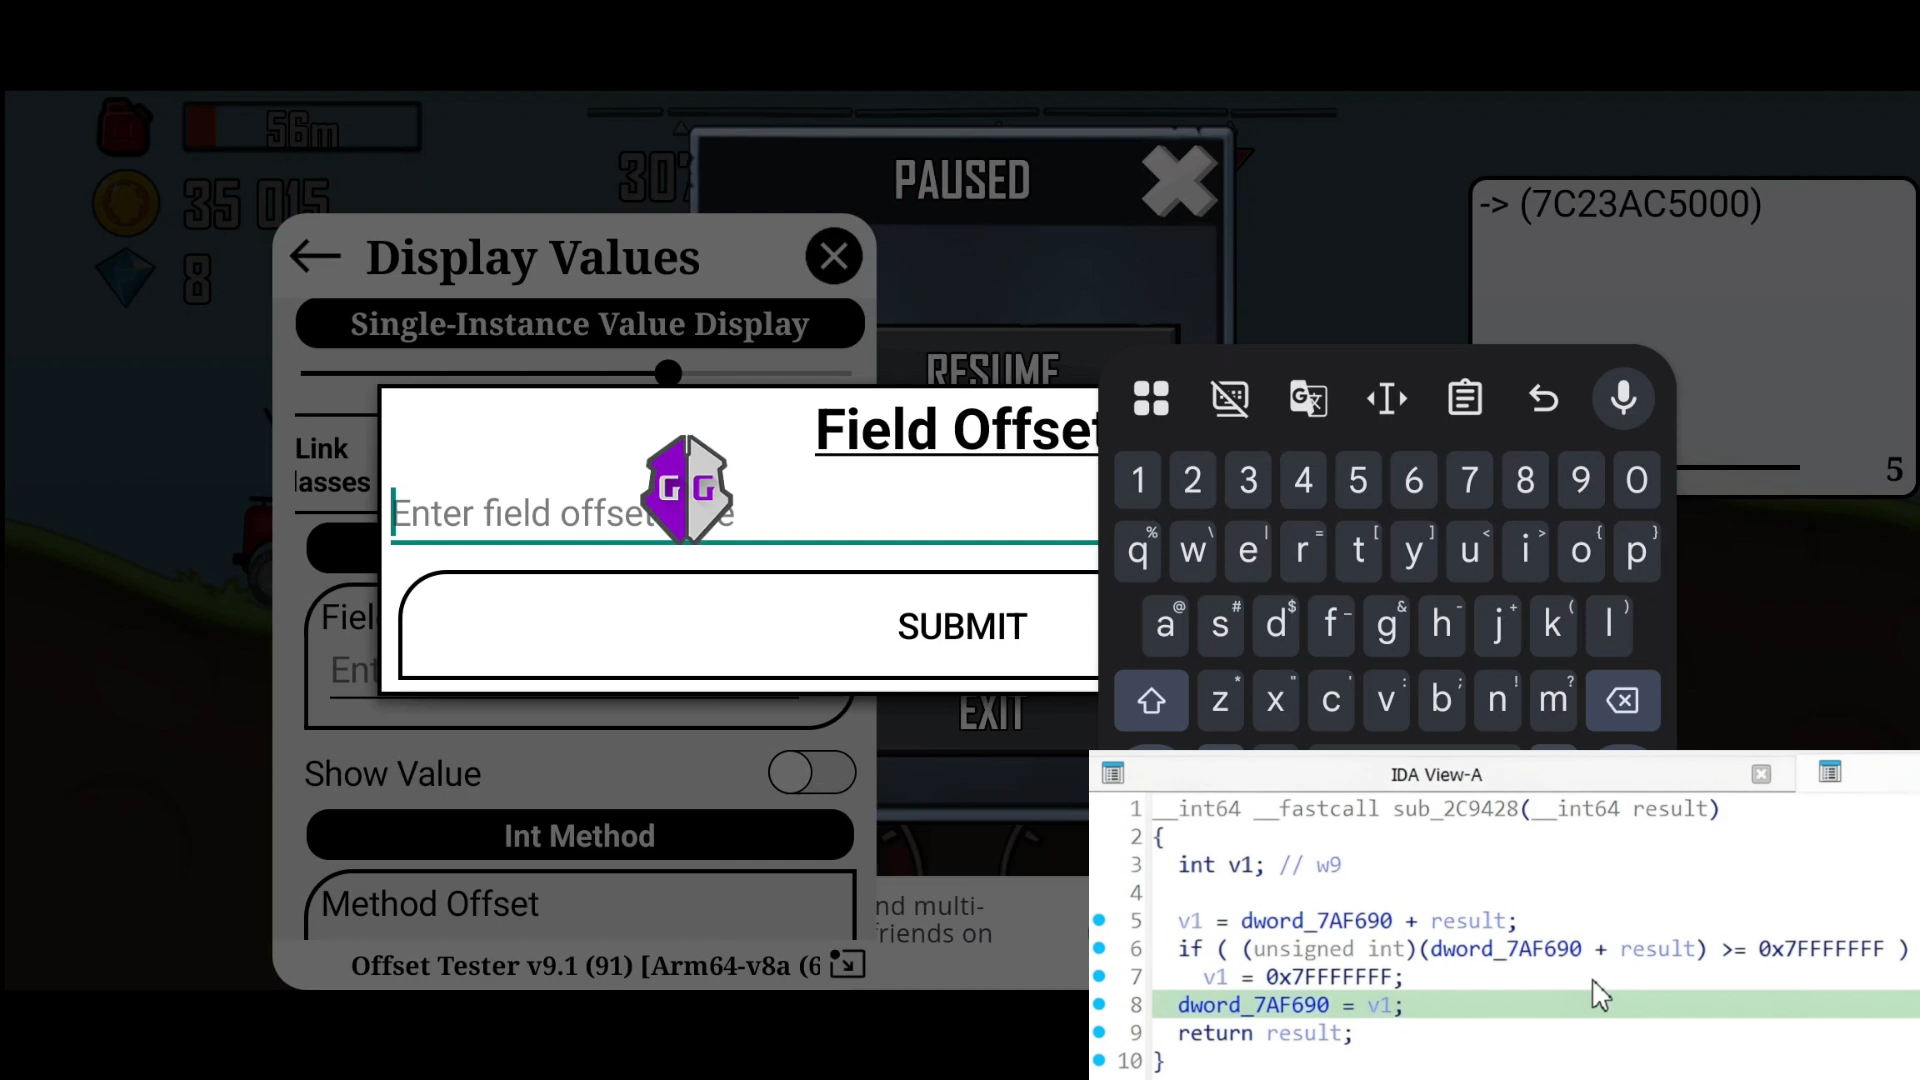 56m
35 015
8
307
PAUSED
-> (7C23AC5000)
5
Display Values
Single-Instance Value Display
RESUME
Link
lasses
Field Offset
Enter field offset
G G
SUBMIT
Fiel
Ent
EXIT
Show Value
Int Method
Method Offset
nd multi-
friends on
Offset Tester v9.1 (91) [Arm64-v8a (6
1 2 3 4 5 6 7 8 9 0
q % w \ e | r = t [ y ] u < i > o { p }
a @ s # d $ f _ g & h - j + k ( l )
z * x " c ' v : b ; n ! m ?
IDA View-A
1 __int64 __fastcall sub_2C9428(__int64 result)
2 {
3 int v1; // w9
4
5 v1 = dword_7AF690 + result;
6 if ( (unsigned int)(dword_7AF690 + result) >= 0x7FFFFFFF )
7 v1 = 0x7FFFFFFF;
8 dword_7AF690 = v1;
9 return result;
10 }